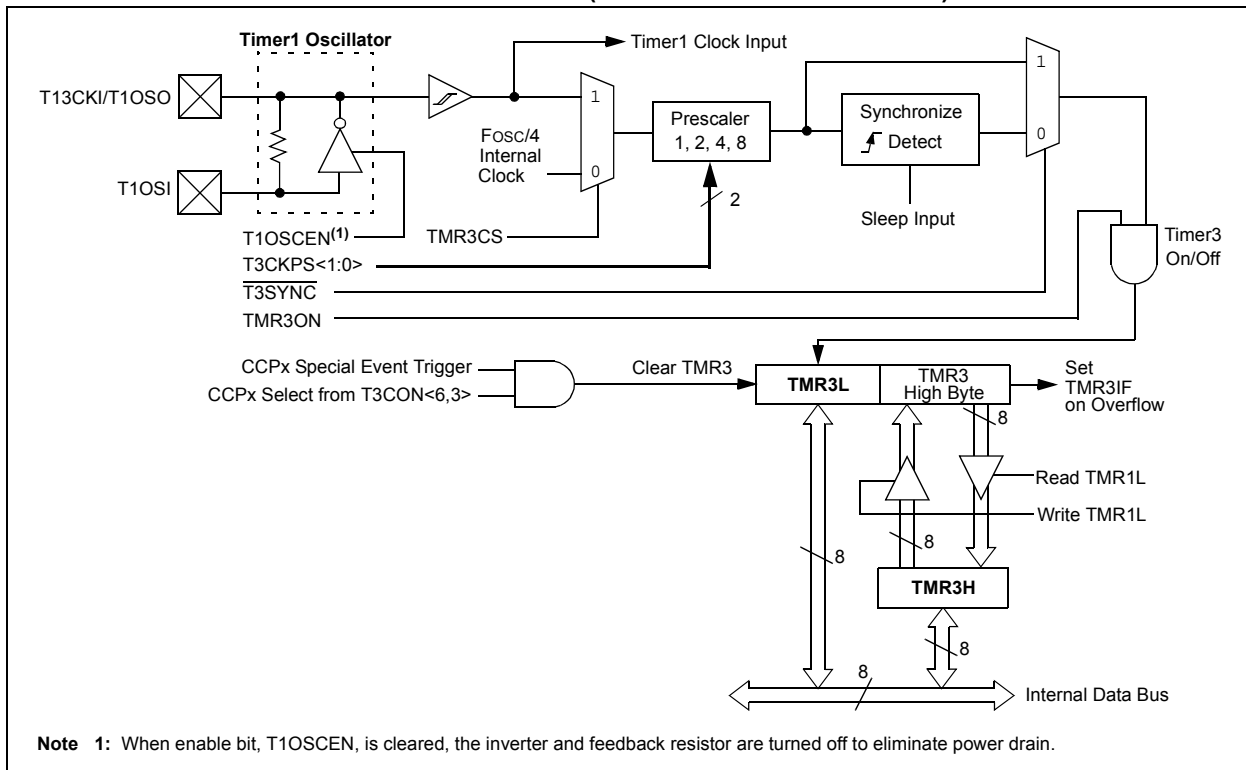 Timer1 Oscillator
Timer1 Clock Input
T13CKI/T1OSO
1
1
Prescaler
1, 2, 4, 8
Synchronize
Detect
FOSC/4
Internal
Clock
0
0
T1OSI
2
Sleep Input
T1OSCEN(1)
TMR3CS
Timer3
On/Off
T3CKPS<1:0>
T3SYNC
TMR3ON
CCPx Special Event Trigger
CCPx Select from T3CON<6,3>
Clear TMR3
TMR3L
TMR3
High Byte
Set
TMR3IF
on Overflow
8
Read TMR1L
Write TMR1L
8
8
TMR3H
8
8
Internal Data Bus
Note 1: When enable bit, T1OSCEN, is cleared, the inverter and feedback resistor are turned off to eliminate power drain.